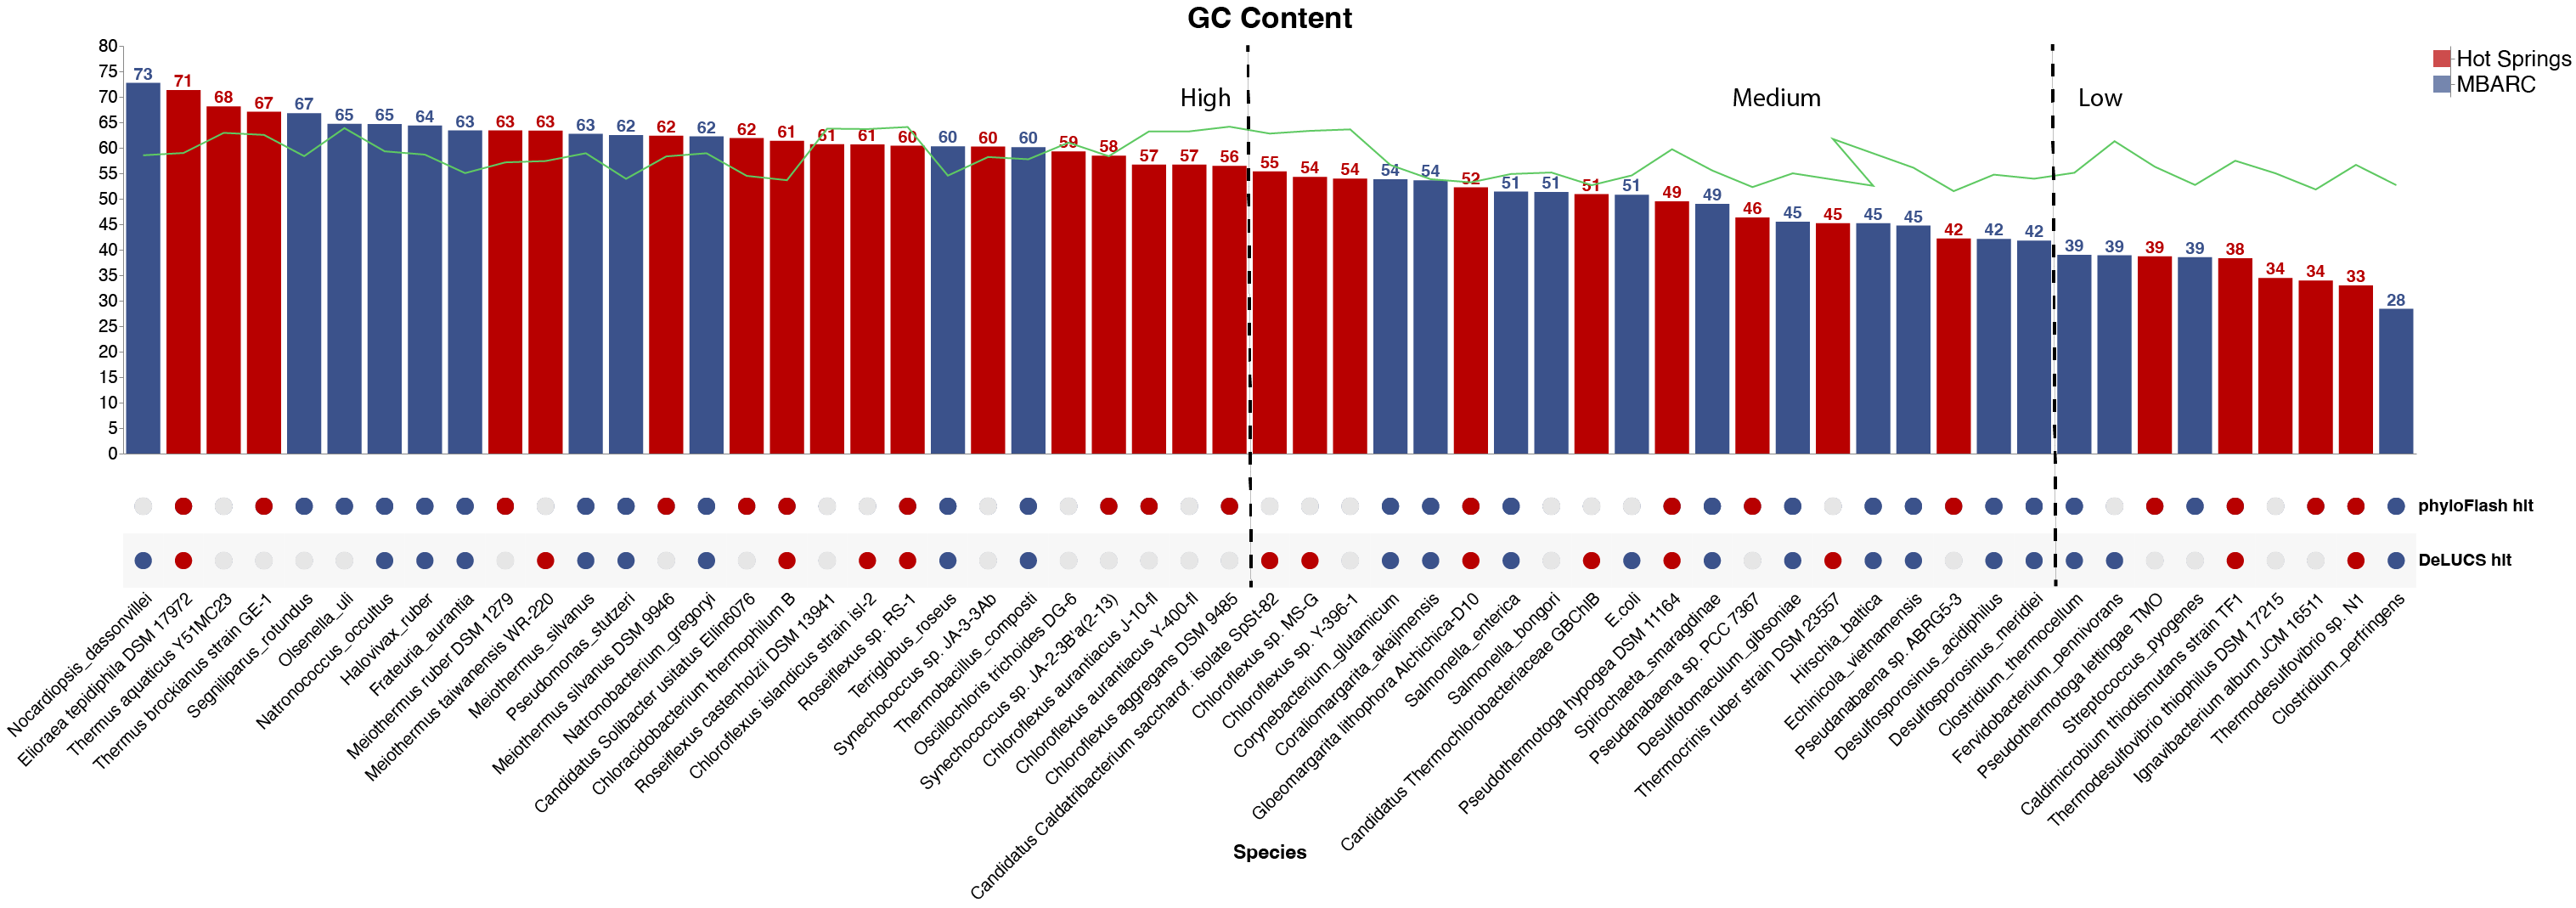 GC Content
80
75
70
65
60
55
50
45
40
35
30
25
20
15
10
5
0
73 71 68 67 67 65 65 64 63 63 63 63 62 62 62 62 61 61 61 60 60 60 60 59 58 57 57 56 55 54 54 54 54 52 51 51 51 51 49 49 46 45 45 45 45 42 42 42 39 39 39 39 38 34 34 33 28
High
Medium
Low
Hot Springs
MBARC
phyloFlash hit
DeLUCS hit
Nocardiopsis_dassonvillei
Elioraea tepidiphila DSM 17972
Thermus aquaticus Y51MC23
Thermus brockianus strain GE-1
Segniliparus_rotundus
Olsenella_uli
Natronococcus_occultus
Halovivax_ruber
Frateuria_aurantia
Meiothermus ruber DSM 1279
Meiothermus taiwanensis WR-220
Meiothermus_silvanus
Pseudomonas_stutzeri
Meiothermus silvanus DSM 9946
Natronobacterium_gregoryi
Candidatus Solibacter usitatus Ellin6076
Chloracidobacterium thermophilum B
Roseiflexus castenholzii DSM 13941
Chloroflexus islandicus strain isl-2
Roseiflexus sp. RS-1
Terriglobus_roseus
Synechococcus sp. JA-3-3Ab
Thermobacillus_composti
Oscillochloris trichoides DG-6
Synechococcus sp. JA-2-3B'a(2-13)
Chloroflexus aurantiacus J-10-fl
Chloroflexus aurantiacus Y-400-fl
Chloroflexus aggregans DSM 9485
Candidatus Caldatribacterium saccharof. isolate SpSt-82
Chloroflexus sp. MS-G
Chloroflexus sp. Y-396-1
Corynebacterium_glutamicum
Coraliomargarita_akajimensis
Gloeomargarita lithophora Alchichica-D10
Salmonella_enterica
Salmonella_bongori
Candidatus Thermochlorobacteriaceae GBChlB
E.coli
Pseudothermotoga hypogea DSM 11164
Spirochaeta_smaragdinae
Pseudanabaena sp. PCC 7367
Desulfotomaculum_gibsoniae
Thermocrinis ruber strain DSM 23557
Hirschia_baltica
Echinicola_vietnamensis
Pseudanabaena sp. ABRG5-3
Desulfosporosinus_acidiphilus
Desulfosporosinus_meridiei
Clostridium_thermocellum
Fervidobacterium_pennivorans
Pseudothermotoga lettingae TMO
Streptococcus_pyogenes
Caldimicrobium thiodismutans strain TF1
Thermodesulfovibrio thiophilus DSM 17215
Ignavibacterium album JCM 16511
Thermodesulfovibrio sp. N1
Clostridium_perfringens
Species